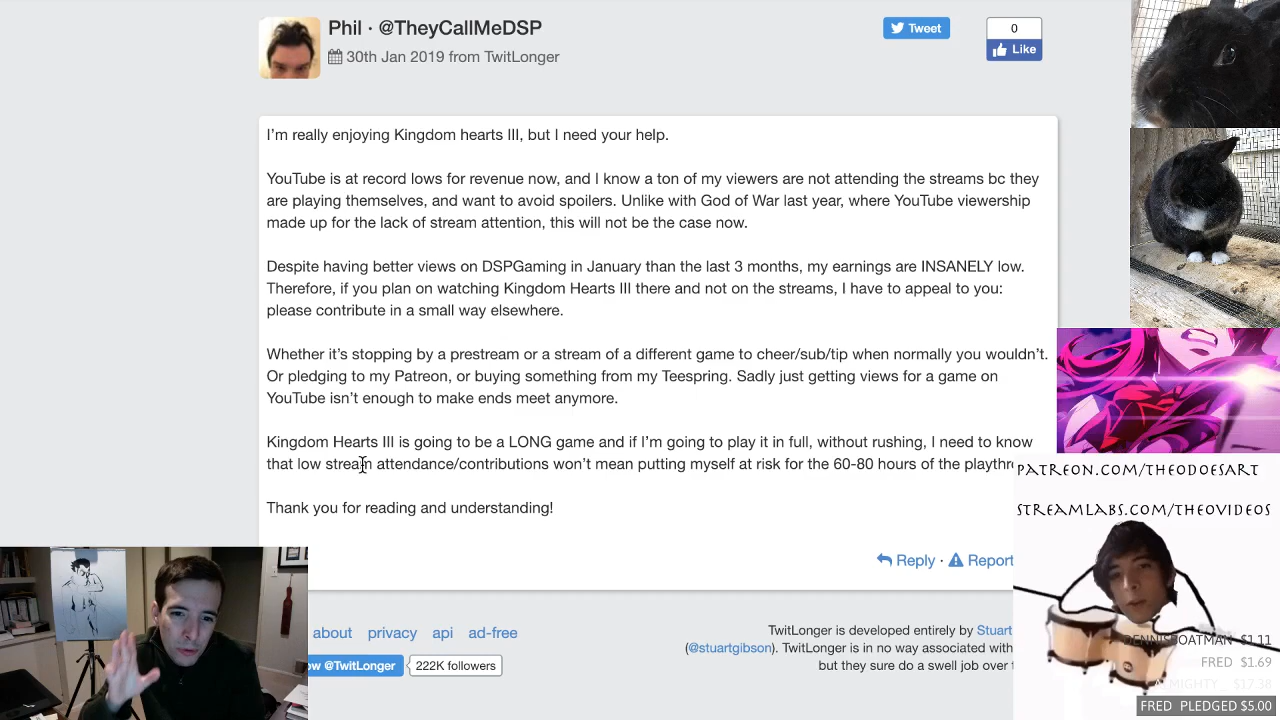 Phil · @TheyCallMeDSP
30th Jan 2019 from TwitLonger
Tweet
0
Like
I’m really enjoying Kingdom hearts III, but I need your help.
YouTube is at record lows for revenue now, and I know a ton of my viewers are not attending the streams bc they
are playing themselves, and want to avoid spoilers. Unlike with God of War last year, where YouTube viewership
made up for the lack of stream attention, this will not be the case now.
Despite having better views on DSPGaming in January than the last 3 months, my earnings are INSANELY low.
Therefore, if you plan on watching Kingdom Hearts III there and not on the streams, I have to appeal to you:
please contribute in a small way elsewhere.
Whether it’s stopping by a prestream or a stream of a different game to cheer/sub/tip when normally you wouldn’t.
Or pledging to my Patreon, or buying something from my Teespring. Sadly just getting views for a game on
YouTube isn’t enough to make ends meet anymore.
Kingdom Hearts III is going to be a LONG game and if I’m going to play it in full, without rushing, I need to know
that low stream attendance/contributions won’t mean putting myself at risk for the 60-80 hours of the playthr
Thank you for reading and understanding!
Reply · Report
PATREON.COM/THEODOESART
STREAMLABS.COM/THEOVIDEOS
about privacy api ad-free
ow @TwitLonger
222K followers
TwitLonger is developed entirely by Stuart
(@stuartgibson). TwitLonger is in no way associated with
but they sure do a swell job over t
DENNISBOATMAN $1.11
FRED $1.69
ALMIGHTY_ $17.38
FRED PLEDGED $5.00